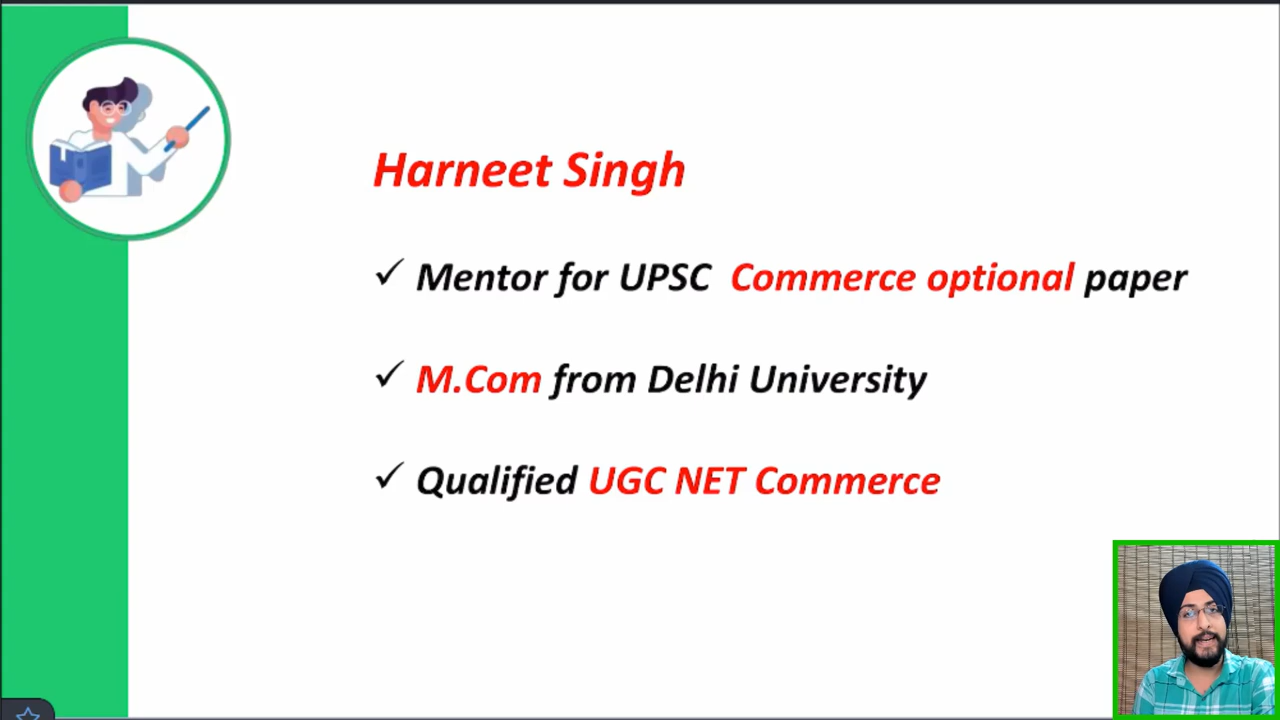 Harneet Singh
✓ Mentor for UPSC Commerce optional paper
✓ M.Com from Delhi University
✓ Qualified UGC NET Commerce